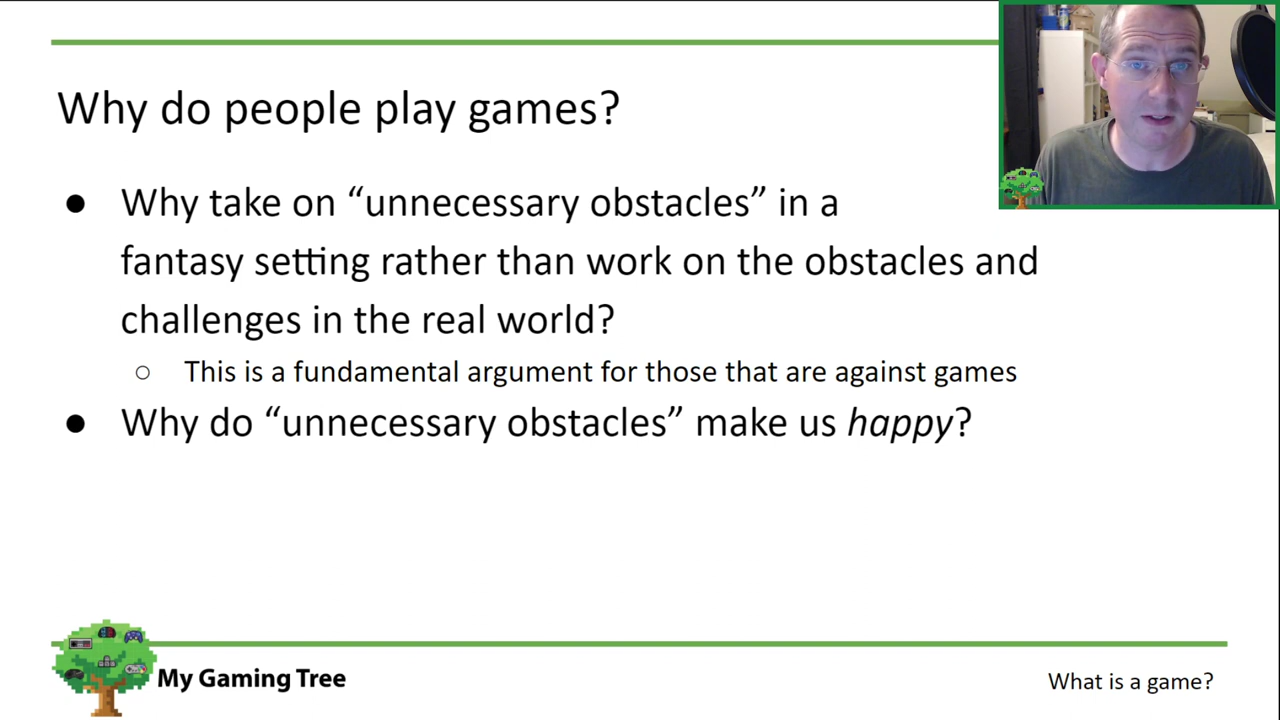 Why do people play games?
● Why take on “unnecessary obstacles” in a
fantasy setting rather than work on the obstacles and
challenges in the real world?
○ This is a fundamental argument for those that are against games
● Why do “unnecessary obstacles” make us happy?
My Gaming Tree
What is a game?